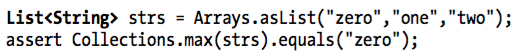 List<String> strs = Arrays.asList("zero","one","two");
assert Collections.max(strs).equals("zero");